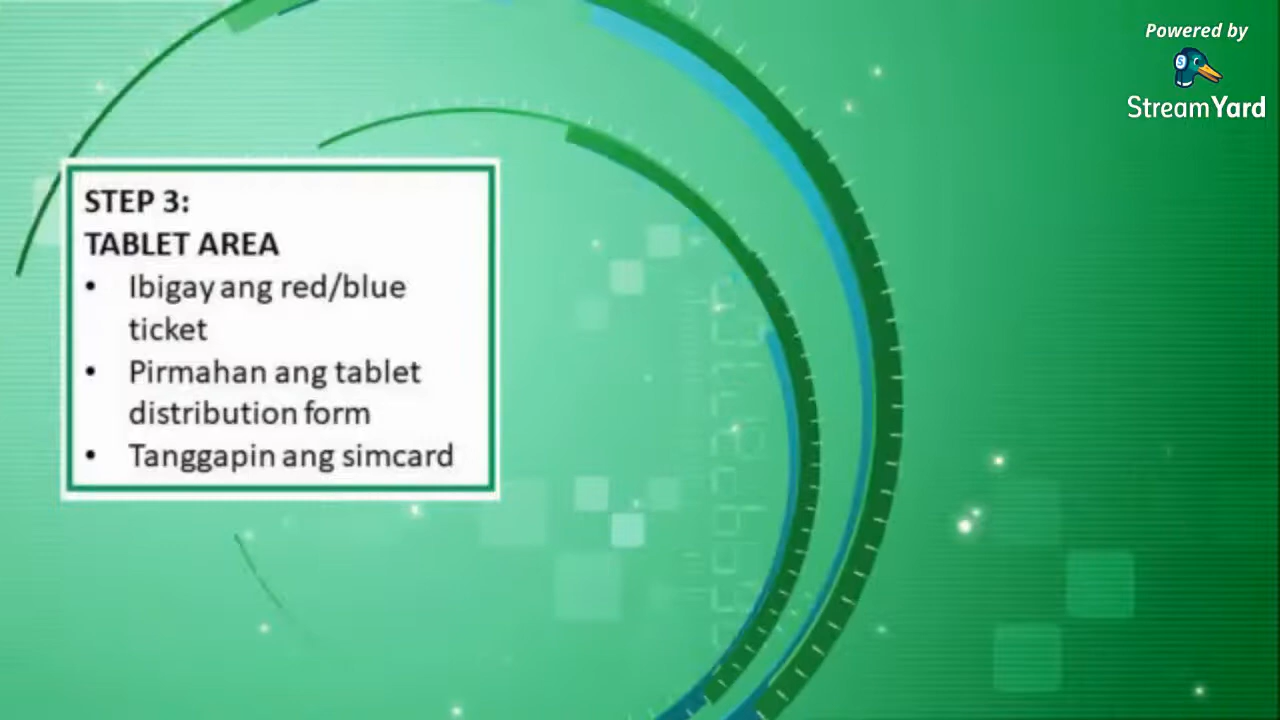 Powered by
StreamYard
STEP 3:
TABLET AREA
• Ibigay ang red/blue
ticket
• Pirmahan ang tablet
distribution form
• Tanggapin ang simcard